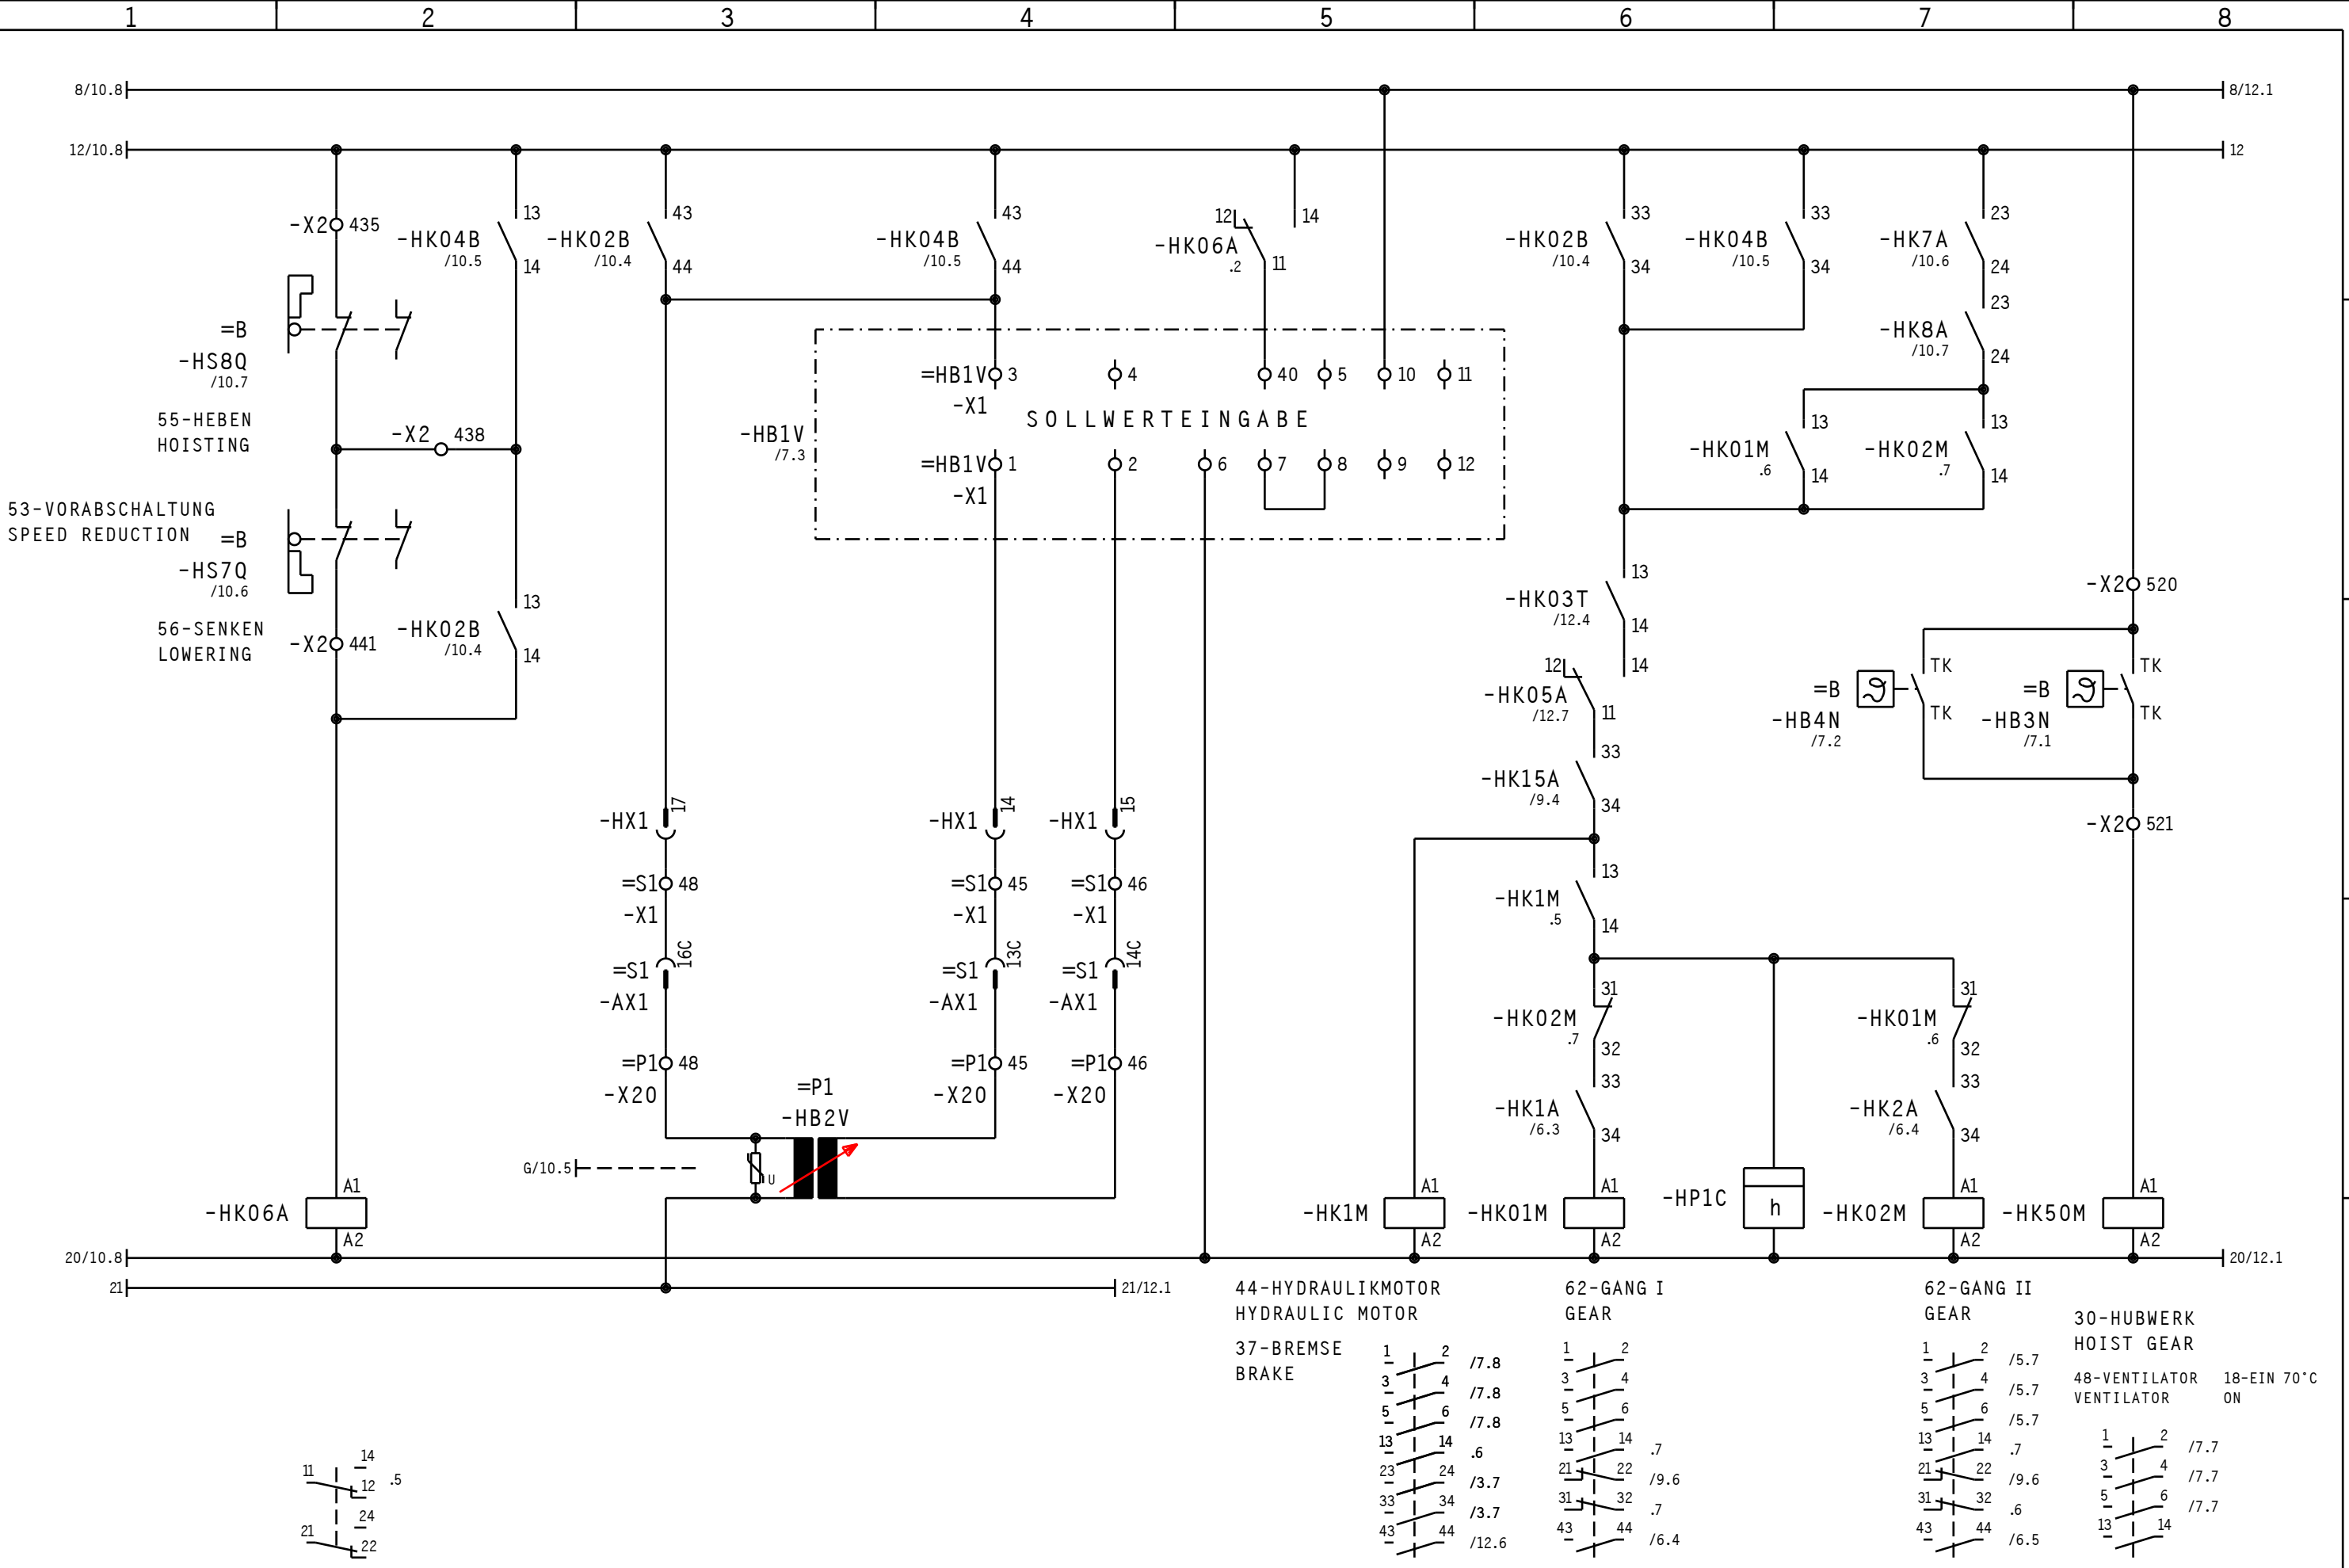 1 2 3 4 5 6 7 8
8/10.8 8/12.1
12/10.8 12
-X2 435
-HK04B 13
/10.5 14
-HK02B 43
/10.4 44
-HK04B 43
/10.5 44
12 14
-HK06A
.2 11
-HK02B 33
/10.4 34
-HK04B 33
/10.5 34
-HK7A 23
/10.6 24
=B
-HS8Q
/10.7
55-HEBEN
HOISTING
-X2 438
-HK8A 23
/10.7 24
=HB1V 3 4 40 5 10 11
-X1
SOLLWERTEINGABE
-HB1V
/7.3
=HB1V 1 2 6 7 8 9 12
-X1
-HK01M 13
.6 14
-HK02M 13
.7 14
53-VORABSCHALTUNG
SPEED REDUCTION
=B
-HS7Q
/10.6
56-SENKEN
LOWERING
-X2 441
-HK02B 13
/10.4 14
-HK03T 13
/12.4 14
12 14
-HK05A
/12.7 11
-HK15A 33
/9.4 34
-X2 520
=B TK
-HB4N TK
/7.2
=B TK
-HB3N TK
/7.1
-X2 521
-HX1 17
-HX1 14
-HX1 15
=S1 48
-X1
=S1 45
-X1
=S1 46
-X1
-HK1M 13
.5 14
=S1 16C
-AX1
=S1 13C
-AX1
=S1 14C
-AX1
-HK02M 31
.7 32
-HK01M 31
.6 32
=P1 48
-X20
=P1 45
-X20
=P1 46
-X20
=P1
-HB2V
-HK1A 33
/6.3 34
-HK2A 33
/6.4 34
G/10.5
U
-HK06A A1
A2
-HK1M A1
A2
-HK01M A1
A2
-HP1C h
-HK02M A1
A2
-HK50M A1
A2
20/10.8 20/12.1
21 21/12.1
44-HYDRAULIKMOTOR
HYDRAULIC MOTOR
37-BREMSE
BRAKE
62-GANG I
GEAR
62-GANG II
GEAR
30-HUBWERK
HOIST GEAR
48-VENTILATOR 18-EIN 70°C
VENTILATOR ON
14
11 12 .5
24
21 22
1 2 /7.8
3 4 /7.8
5 6 /7.8
13 14 .6
23 24 /3.7
33 34 /3.7
43 44 /12.6
1 2
3 4
5 6
13 14 .7
21 22 /9.6
31 32 .7
43 44 /6.4
1 2 /5.7
3 4 /5.7
5 6 /5.7
13 14 .7
21 22 /9.6
31 32 .6
43 44 /6.5
1 2 /7.7
3 4 /7.7
5 6 /7.7
13 14